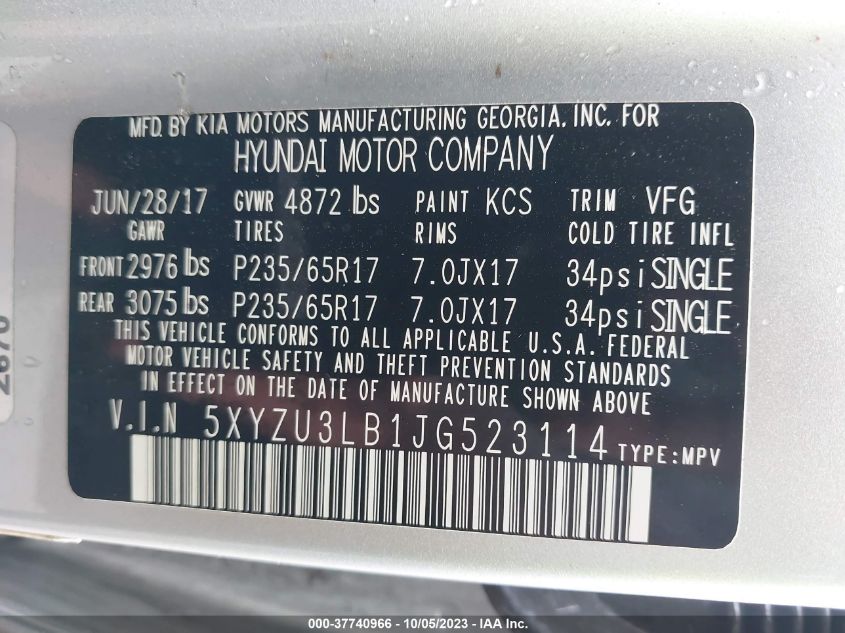 MFD. BY KIA MOTORS MANUFACTURING GEORGIA, INC. FOR
HYUNDAI MOTOR COMPANY
JUN/28/17 GVWR 4872 lbs PAINT KCS TRIM VFG
GAWR TIRES RIMS COLD TIRE INFL
FRONT 2976 lbs P235/65R17 7.0JX17 34psi SINGLE
REAR 3075 lbs P235/65R17 7.0JX17 34psi SINGLE
THIS VEHICLE CONFORMS TO ALL APPLICABLE U.S.A. FEDERAL
MOTOR VEHICLE SAFETY AND THEFT PREVENTION STANDARDS
IN EFFECT ON THE DATE OF MANUFACTURE SHOWN ABOVE
V.I.N 5XYZU3LB1JG523114 TYPE:MPV
000-37740966 - 10/05/2023 - IAA Inc.